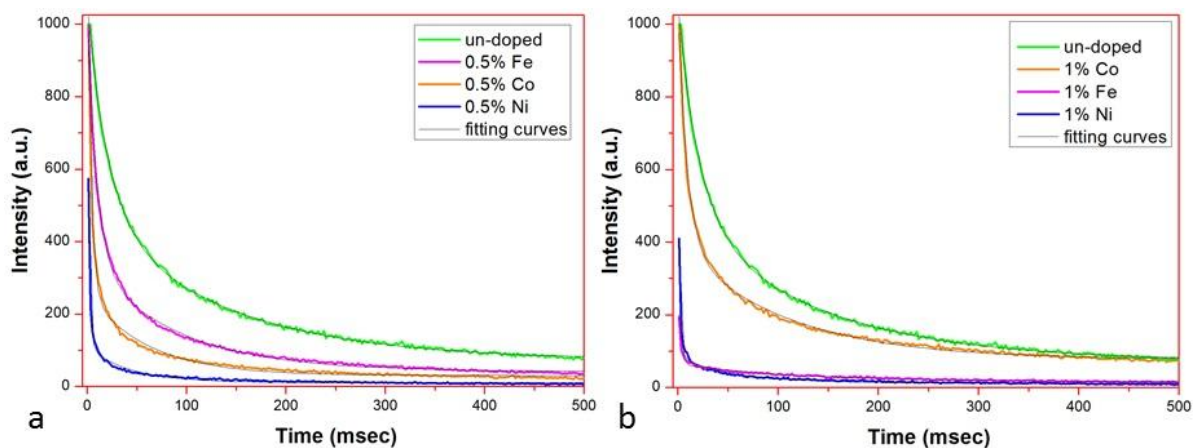 1000
800
600
400
200
0
Intensity (a.u.)
un-doped
0.5% Fe
0.5% Co
0.5% Ni
fitting curves
0 100 200 300 400 500
Time (msec)
a
1000
800
600
400
200
0
Intensity (a.u.)
un-doped
1% Co
1% Fe
1% Ni
fitting curves
0 100 200 300 400 500
Time (msec)
b